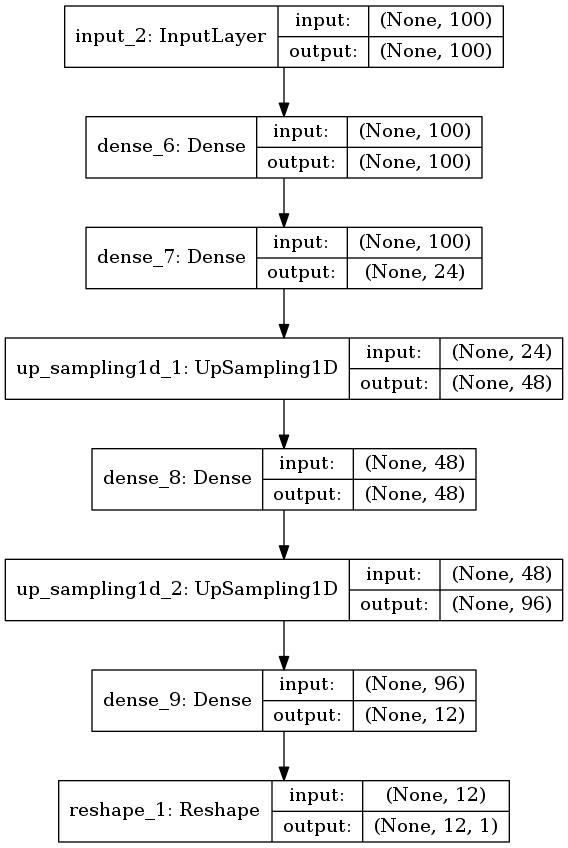 input_2: InputLayer
input:
(None, 100)
output:
(None, 100)
dense_6: Dense
input:
(None, 100)
output:
(None, 100)
dense_7: Dense
input:
(None, 100)
output:
(None, 24)
up_sampling1d_1: UpSampling1D
input:
(None, 24)
output:
(None, 48)
dense_8: Dense
input:
(None, 48)
output:
(None, 48)
up_sampling1d_2: UpSampling1D
input:
(None, 48)
output:
(None, 96)
dense_9: Dense
input:
(None, 96)
output:
(None, 12)
reshape_1: Reshape
input:
(None, 12)
output:
(None, 12, 1)